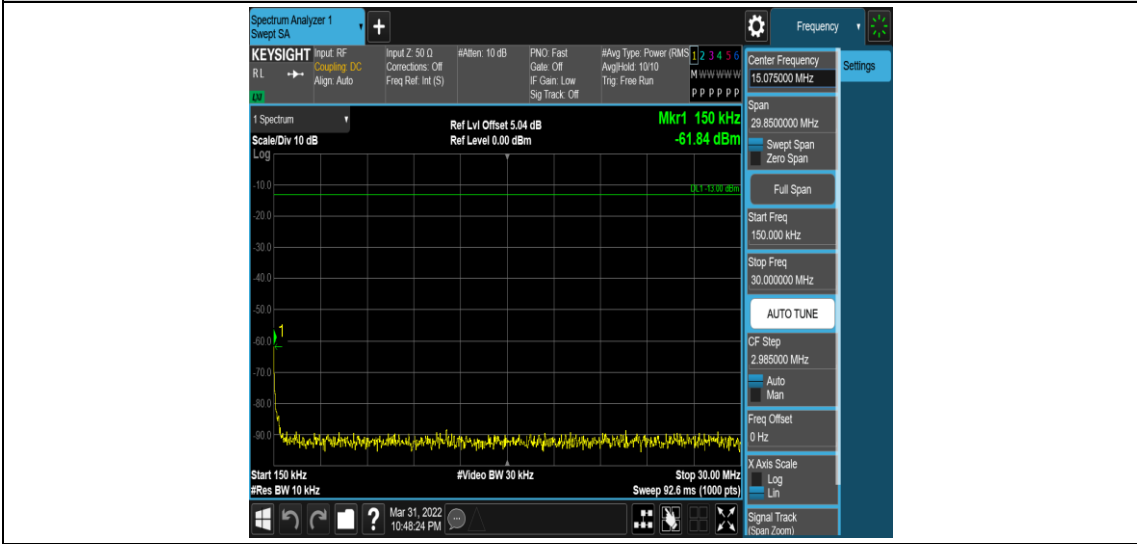 Spectrum Analyzer 1
Swept SA
+
Frequency
KEYSIGHT
RL
Input: RF
Coupling: DC
Align: Auto
Input Z: 50 Ω
Corrections: Off
Freq Ref: Int (S)
#Atten: 10 dB
PNO: Fast
Gate: Off
IF Gain: Low
Sig Track: Off
#Avg Type: Power (RMS
Avg|Hold: 10/10
Trig: Free Run
1 2 3 4 5 6
M W W W W W
P P P P P P
Center Frequency
15.075000 MHz
Settings
Span
29.8500000 MHz
Swept Span
Zero Span
Full Span
Start Freq
150.000 kHz
Stop Freq
30.000000 MHz
AUTO TUNE
CF Step
2.985000 MHz
Auto
Man
Freq Offset
0 Hz
X Axis Scale
Log
Lin
Signal Track
(Span Zoom)
1 Spectrum
Scale/Div 10 dB
Log
Ref Lvl Offset 5.04 dB
Ref Level 0.00 dBm
Mkr1 150 kHz
-61.84 dBm
DL1 -13.00 dBm
-10.0
-20.0
-30.0
-40.0
-50.0
1
-60.0
-70.0
-80.0
-90.0
Start 150 kHz
#Video BW 30 kHz
Stop 30.00 MHz
#Res BW 10 kHz
Sweep 92.6 ms (1000 pts)
?
Mar 31, 2022
10:48:24 PM